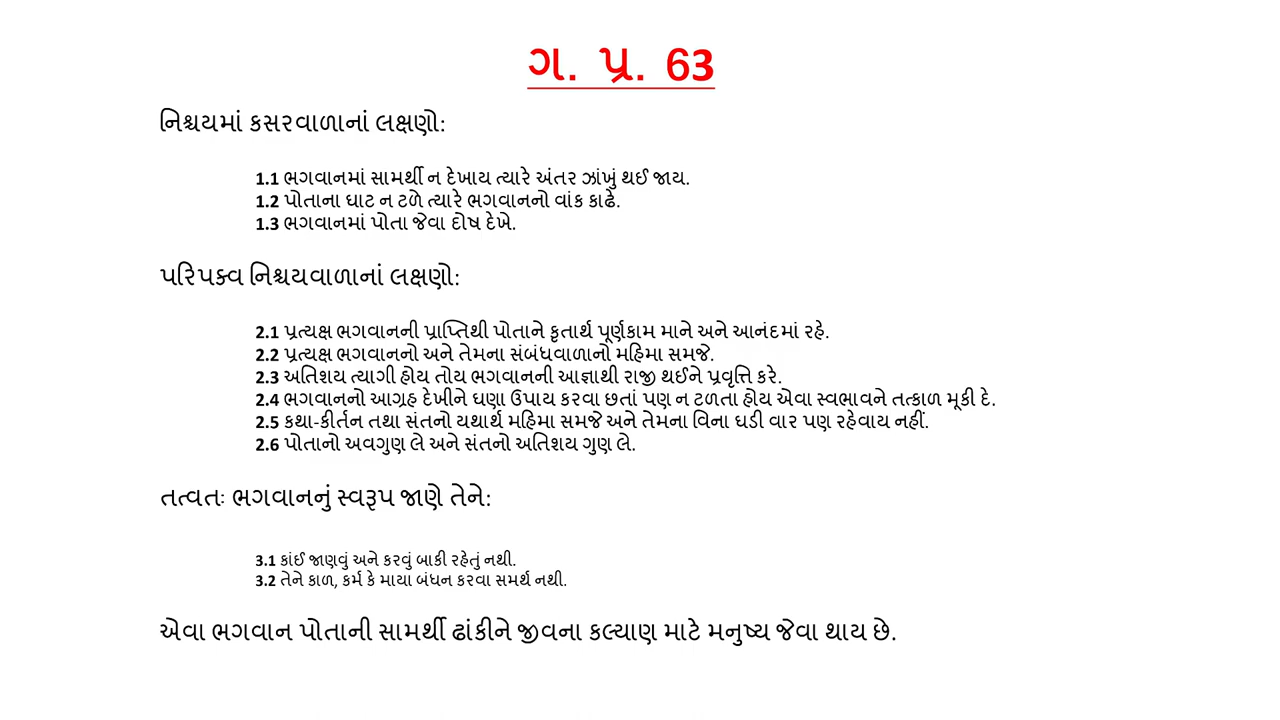 ગ. પ્ર. 63
નિશ્ચયમાં કસરવાળાનાં લક્ષણો:
1.1 ભગવાનમાં સામર્થી ન દેખાય ત્યારે અંતર ઝાંખું થઈ જાય.
1.2 પોતાના ઘાટ ન ટળે ત્યારે ભગવાનનો વાંક કાઢે.
1.3 ભગવાનમાં પોતા જેવા દોષ દેખે.
પરિપક્વ નિશ્ચયવાળાનાં લક્ષણો:
2.1 પ્રત્યક્ષ ભગવાનની પ્રાપ્તિથી પોતાને કૃતાર્થ પૂર્ણકામ માને અને આનંદમાં રહે.
2.2 પ્રત્યક્ષ ભગવાનનો અને તેમના સંબંધવાળાનો મહિમા સમજે.
2.3 અતિશય ત્યાગી હોય તોય ભગવાનની આજ્ઞાથી રાજી થઈને પ્રવૃત્તિ કરે.
2.4 ભગવાનનો આગ્રહ દેખીને ઘણા ઉપાય કરવા છતાં પણ ન ટળતા હોય એવા સ્વભાવને તત્કાળ મૂકી દે.
2.5 કથા-કીર્તન તથા સંતનો યથાર્થ મહિમા સમજે અને તેમના વિના ઘડી વાર પણ રહેવાય નહીં.
2.6 પોતાનો અવગુણ લે અને સંતનો અતિશય ગુણ લે.
તત્વતઃ ભગવાનનું સ્વરૂપ જાણે તેને:
3.1 કાંઈ જાણવું અને કરવું બાકી રહેતું નથી.
3.2 તેને કાળ, કર્મ કે માયા બંધન કરવા સમર્થ નથી.
એવા ભગવાન પોતાની સામર્થી ઢાંકીને જીવના કલ્યાણ માટે મનુષ્ય જેવા થાય છે.